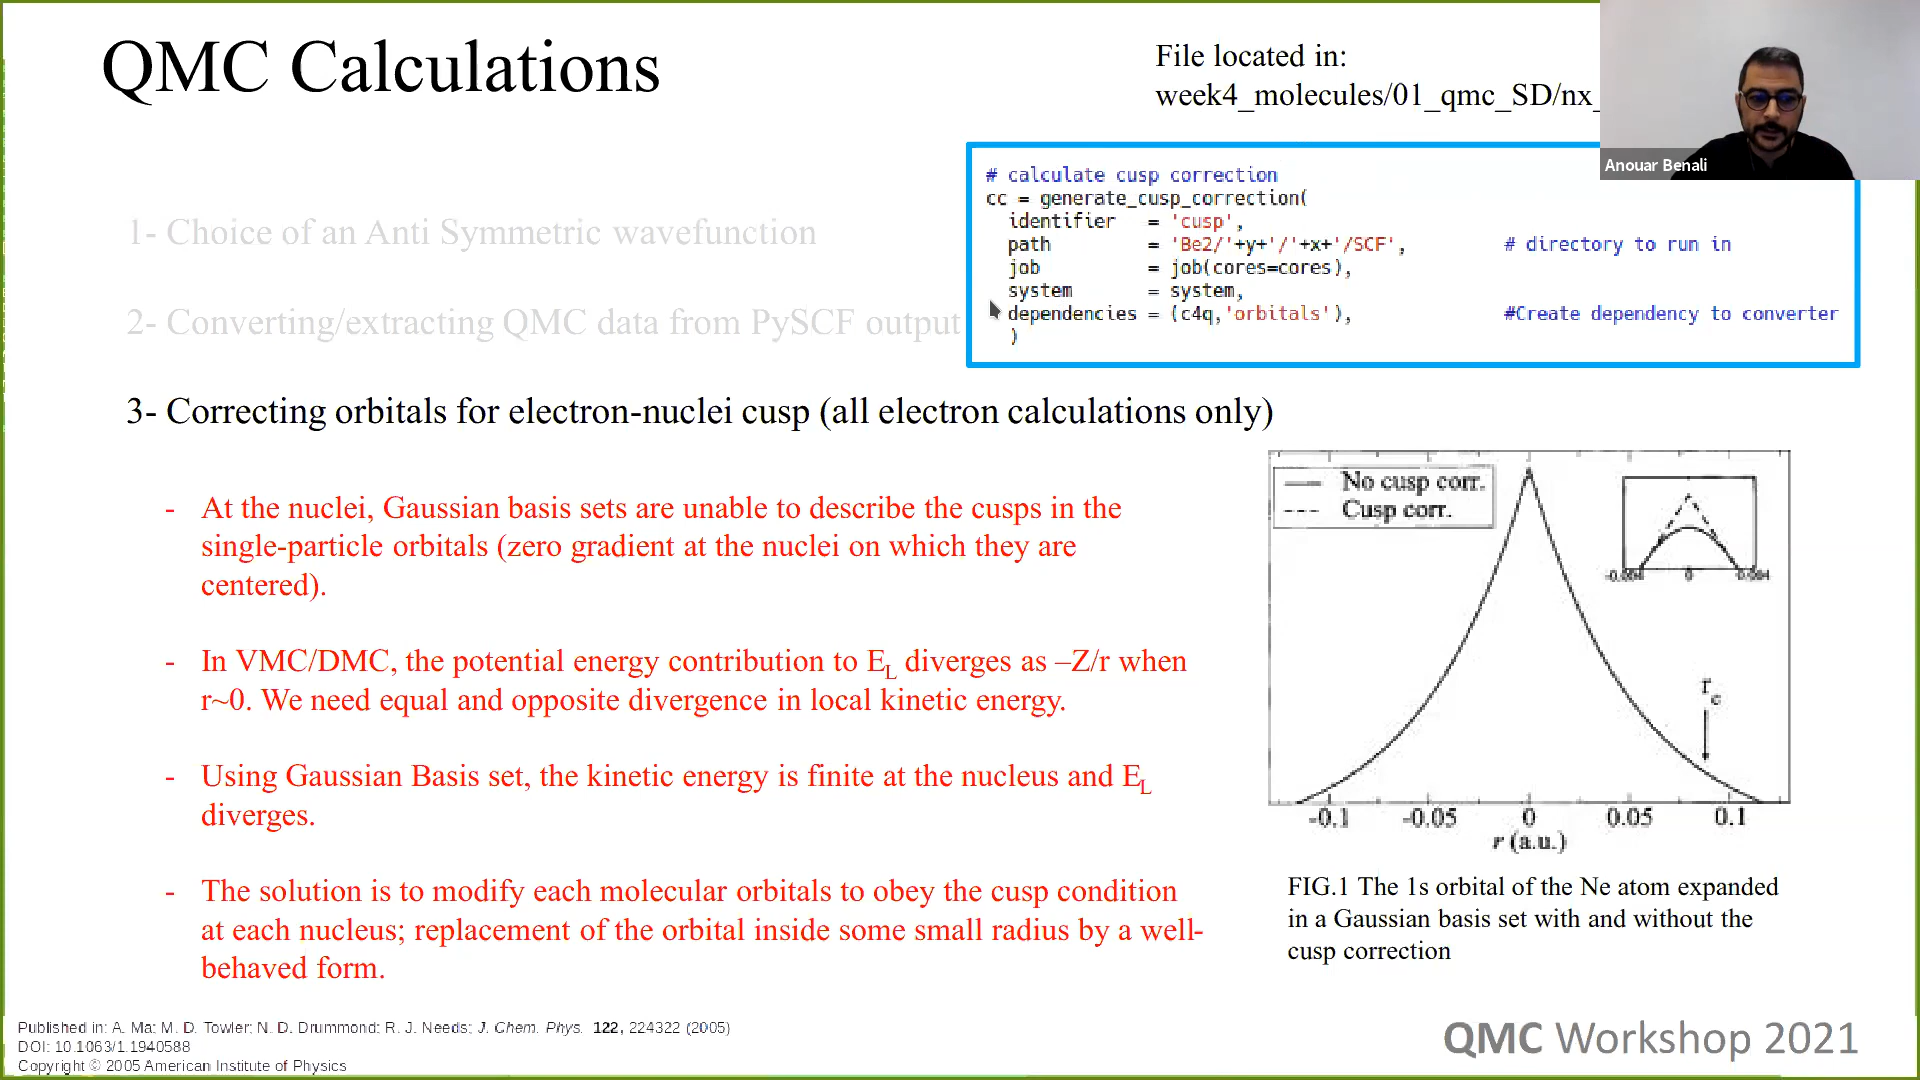 QMC Calculations
File located in:
week4_molecules/01_qmc_SD/nx_
Anouar Benali
# calculate cusp correction
cc = generate_cusp_correction(
identifier = 'cusp',
path = 'Be2/'+y+'/'+x+'/SCF', # directory to run in
job = job(cores=cores),
system = system,
dependencies = (c4q,'orbitals'), #Create dependency to converter
)
1- Choice of an Anti Symmetric wavefunction
2- Converting/extracting QMC data from PySCF output
3- Correcting orbitals for electron-nuclei cusp (all electron calculations only)
- At the nuclei, Gaussian basis sets are unable to describe the cusps in the
single-particle orbitals (zero gradient at the nuclei on which they are
centered).
- In VMC/DMC, the potential energy contribution to EL diverges as –Z/r when
r~0. We need equal and opposite divergence in local kinetic energy.
- Using Gaussian Basis set, the kinetic energy is finite at the nucleus and EL
diverges.
- The solution is to modify each molecular orbitals to obey the cusp condition
at each nucleus; replacement of the orbital inside some small radius by a well-
behaved form.
No cusp corr.
Cusp corr.
-0.004 0 0.004
rc
-0.1 -0.05 0 0.05 0.1
r (a.u.)
FIG.1 The 1s orbital of the Ne atom expanded
in a Gaussian basis set with and without the
cusp correction
Published in: A. Ma; M. D. Towler; N. D. Drummond; R. J. Needs; J. Chem. Phys. 122, 224322 (2005)
DOI: 10.1063/1.1940588
Copyright © 2005 American Institute of Physics
QMC Workshop 2021